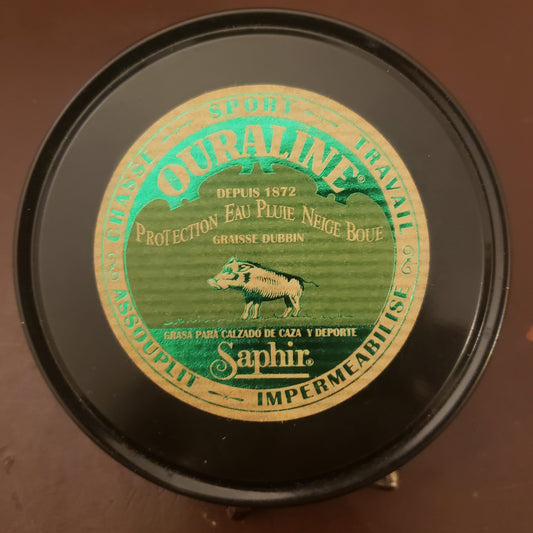 CHASSE — SPORT — TRAVAIL
OURALINE®
DEPUIS 1872
PROTECTION EAU PLUIE NEIGE BOUE
GRAISSE DUBBIN
GRASA PARA CALZADO DE CAZA Y DEPORTE
Saphir
ASSOUPLIT — IMPERMEABILISE